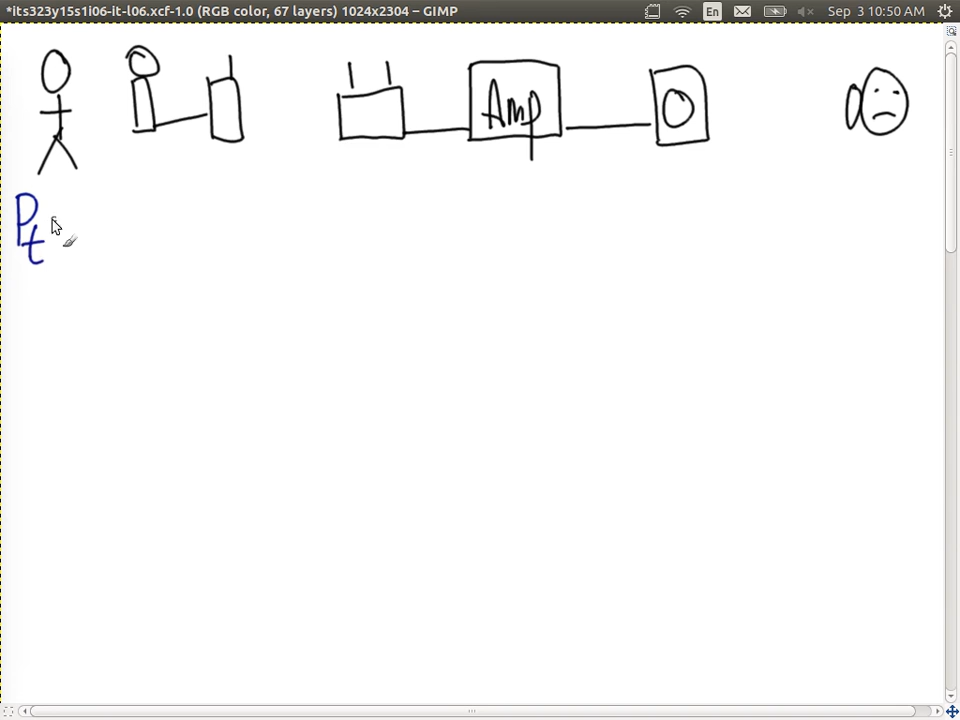 *its323y15s1i06-it-l06.xcf-1.0 (RGB color, 67 layers) 1024x2304 – GIMP
En
Sep 3 10:50 AM
Amp
Pt